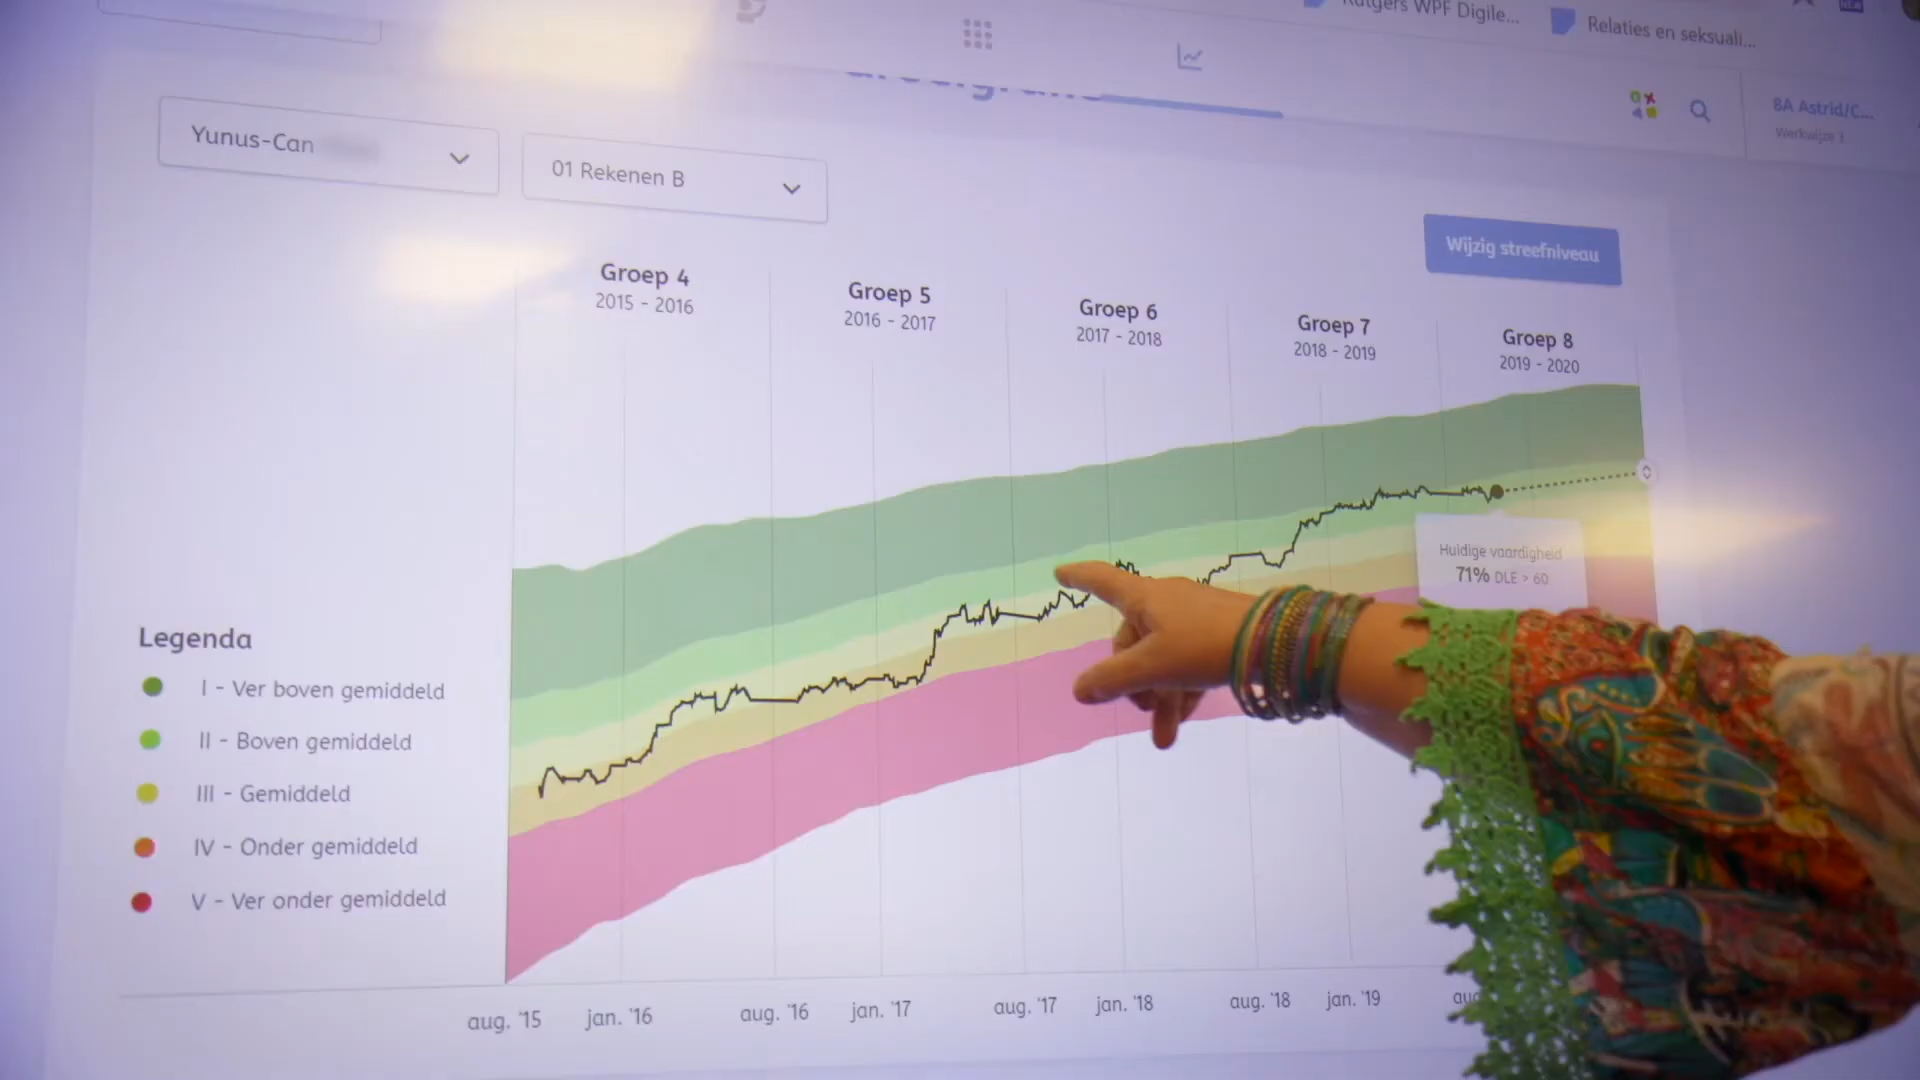 WPF Digile...
Relaties en seksuali...
8A Astrid/C...
Werkwijze 1
Yunus-Can
01 Rekenen B
Wijzig streefniveau
Groep 4
2015 - 2016
Groep 5
2016 - 2017
Groep 6
2017 - 2018
Groep 7
2018 - 2019
Groep 8
2019 - 2020
Huidige vaardigheid
71% DLE > 60
Legenda
I - Ver boven gemiddeld
II - Boven gemiddeld
III - Gemiddeld
IV - Onder gemiddeld
V - Ver onder gemiddeld
aug. '15
jan. '16
aug. '16
jan. '17
aug. '17
jan. '18
aug. '18
jan. '19